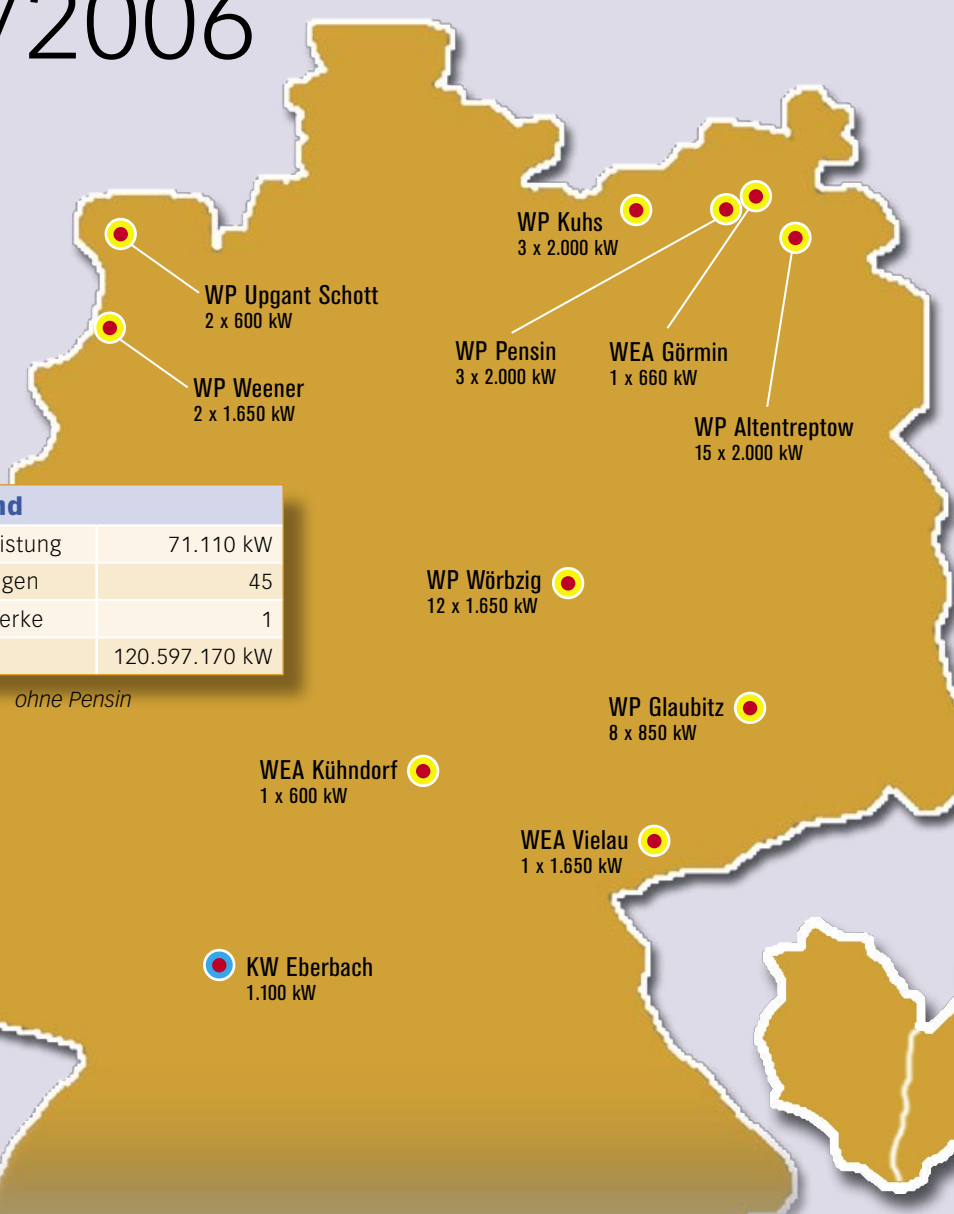 /2006
WP Kuhs
3 x 2.000 kW
WP Upgant Schott
2 x 600 kW
WP Pensin
3 x 2.000 kW
WEA Görmin
1 x 660 kW
WP Weener
2 x 1.650 kW
WP Altentreptow
15 x 2.000 kW
nd
istung 71.110 kW
gen 45
erke 1
120.597.170 kW
ohne Pensin
WP Wörbzig
12 x 1.650 kW
WP Glaubitz
8 x 850 kW
WEA Kühndorf
1 x 600 kW
WEA Vielau
1 x 1.650 kW
KW Eberbach
1.100 kW